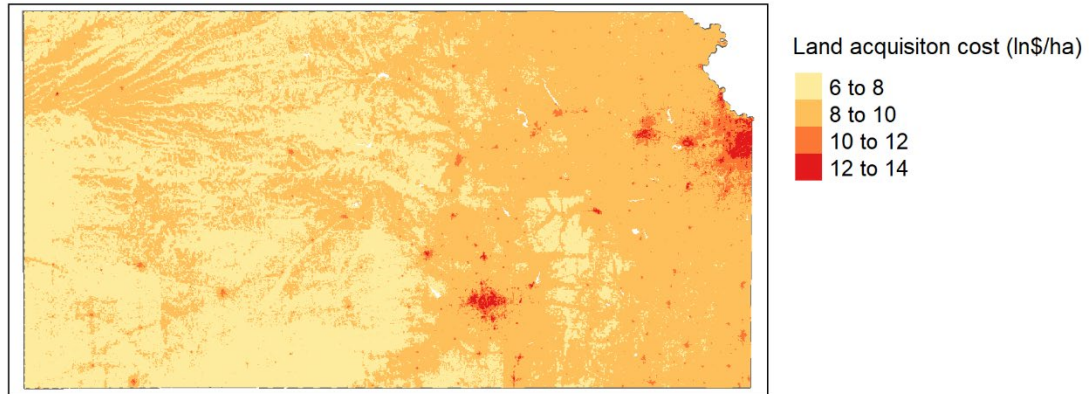 Land acquisiton cost (ln$/ha)
6 to 8
8 to 10
10 to 12
12 to 14